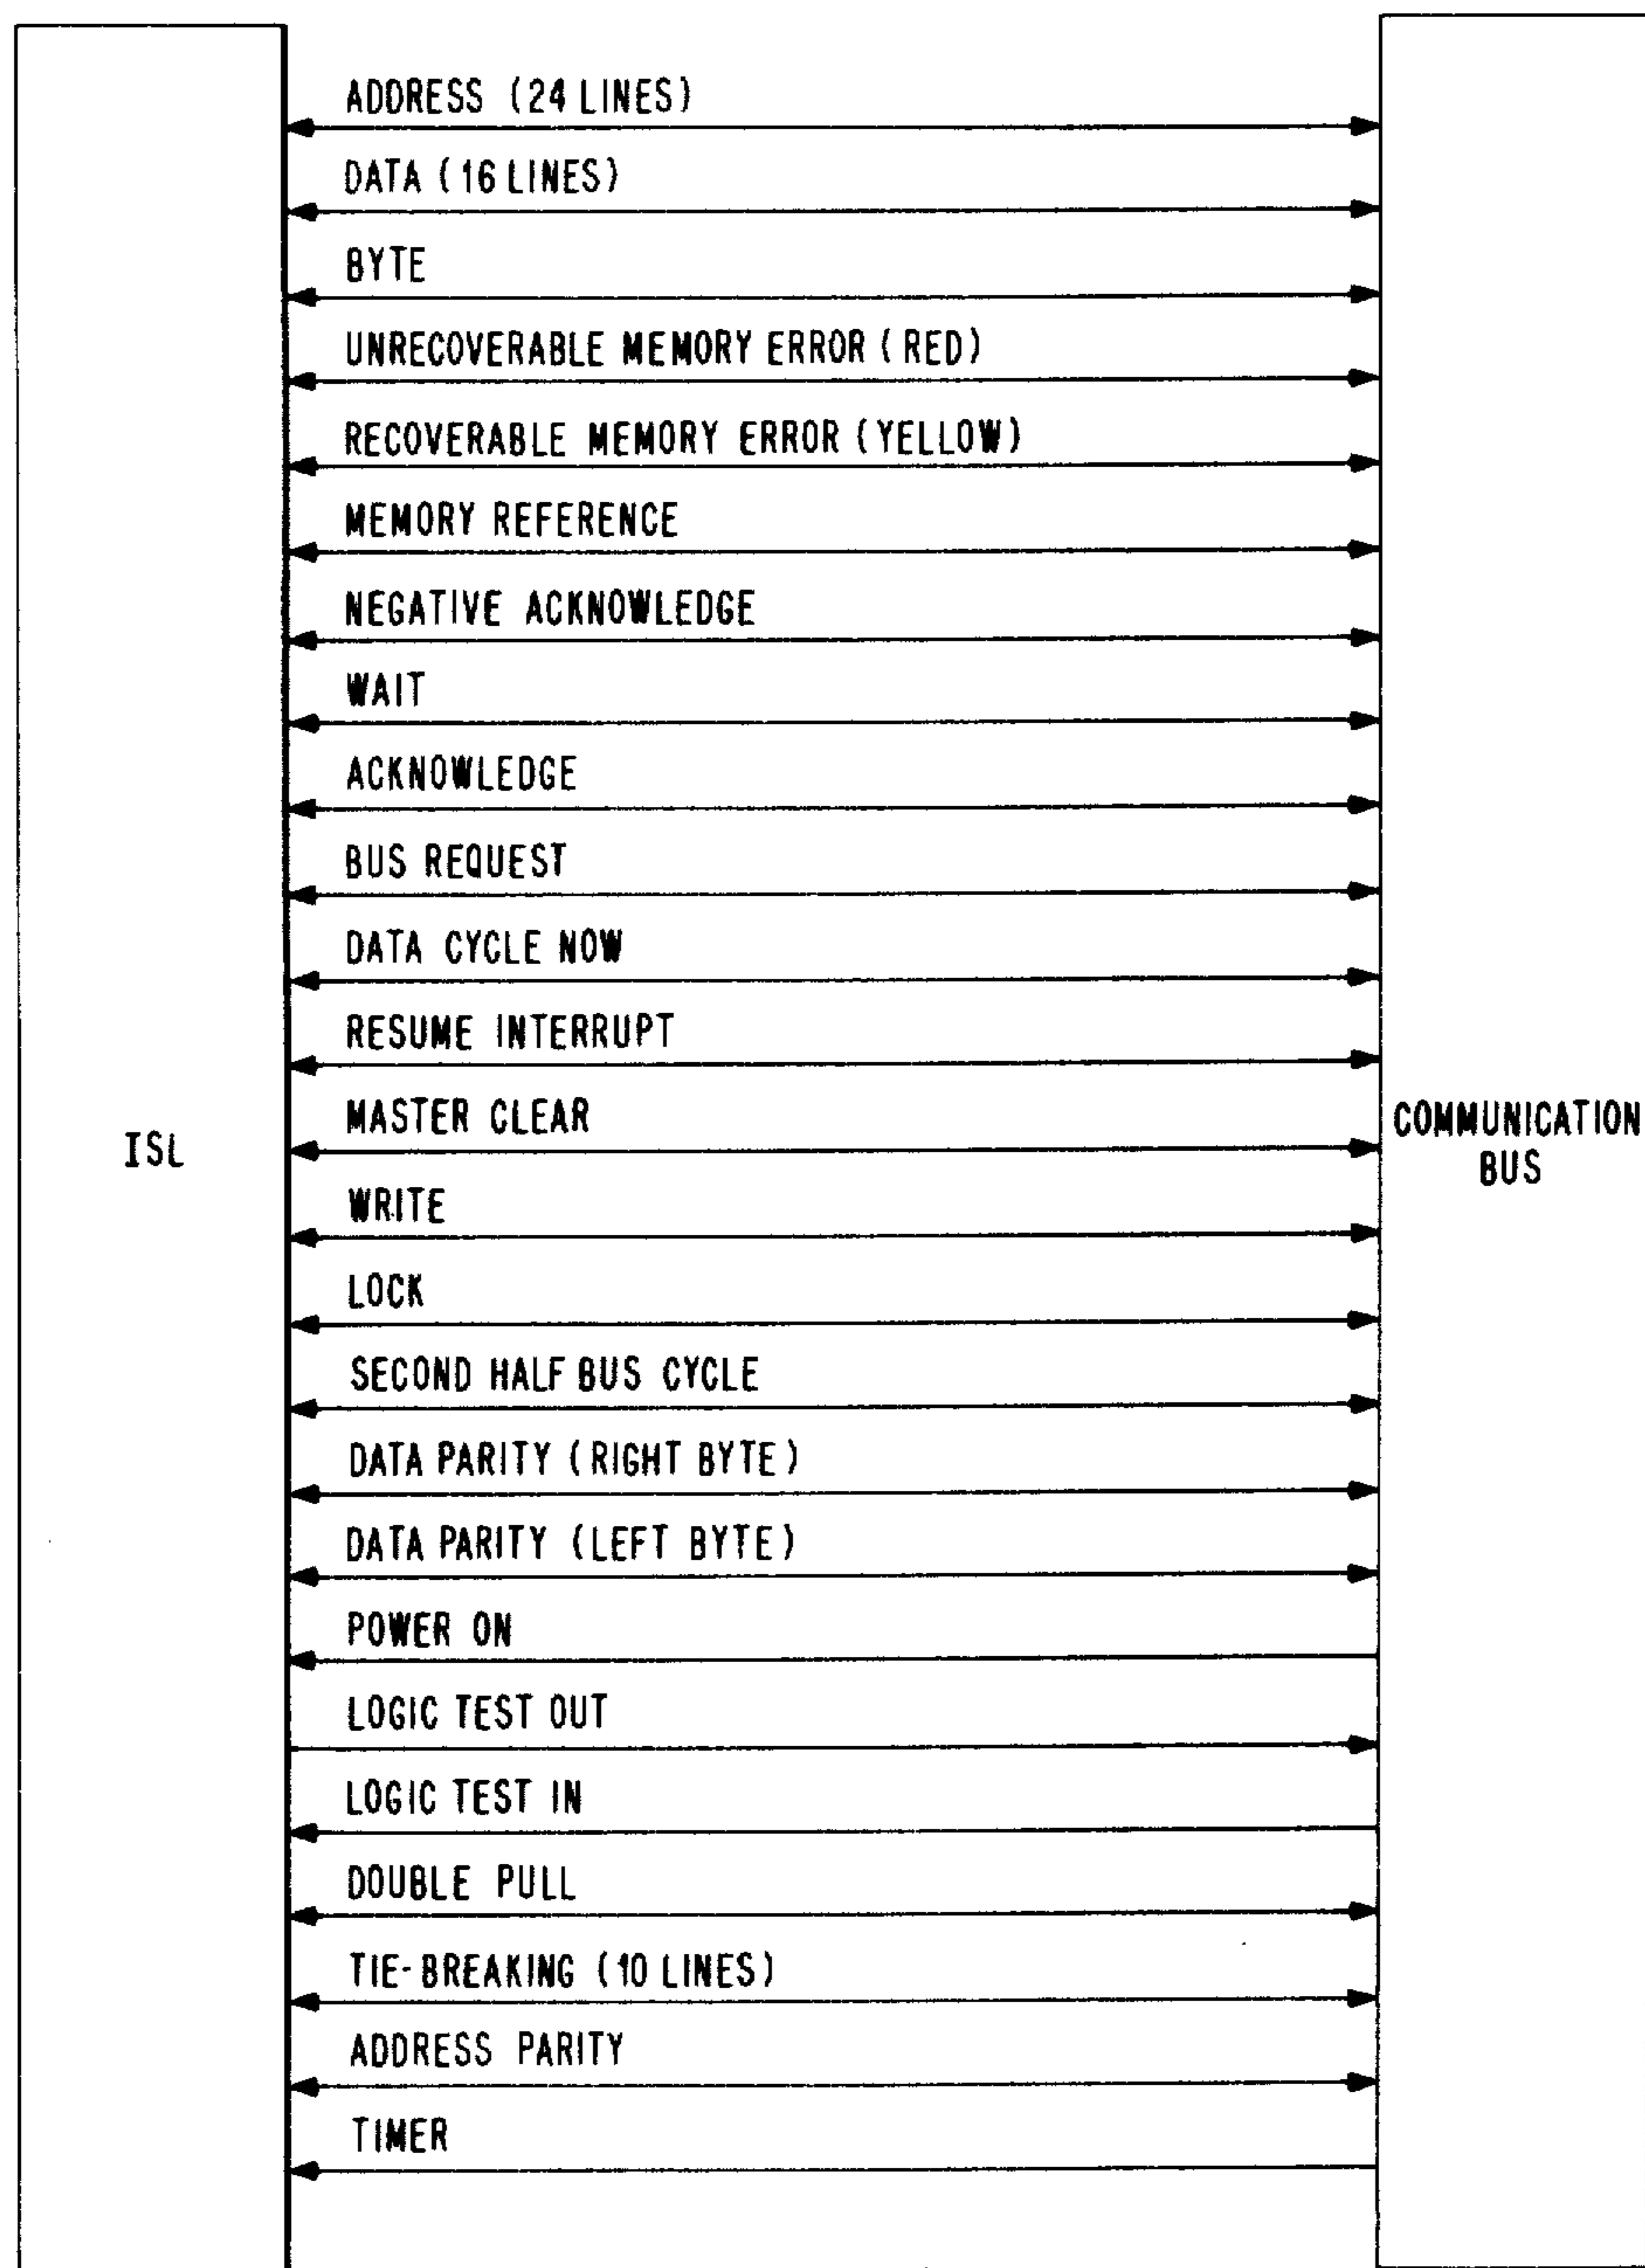 ADDRESS (24 LINES)
DATA (16 LINES)
BYTE
UNRECOVERABLE MEMORY ERROR (RED)
RECOVERABLE MEMORY ERROR (YELLOW)
MEMORY REFERENCE
NEGATIVE ACKNOWLEDGE
WAIT
ACKNOWLEDGE
BUS REQUEST
DATA CYCLE NOW
RESUME INTERRUPT
MASTER CLEAR
ISL
COMMUNICATION
BUS
WRITE
LOCK
SECOND HALF BUS CYCLE
DATA PARITY (RIGHT BYTE)
DATA PARITY (LEFT BYTE)
POWER ON
LOGIC TEST OUT
LOGIC TEST IN
DOUBLE PULL
TIE-BREAKING (10 LINES)
ADDRESS PARITY
TIMER